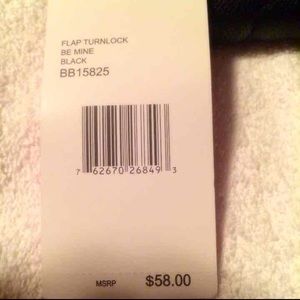 FLAP TURNLOCK
BE MINE
BLACK
BB15825
7 62670 26849 3
MSRP $58.00